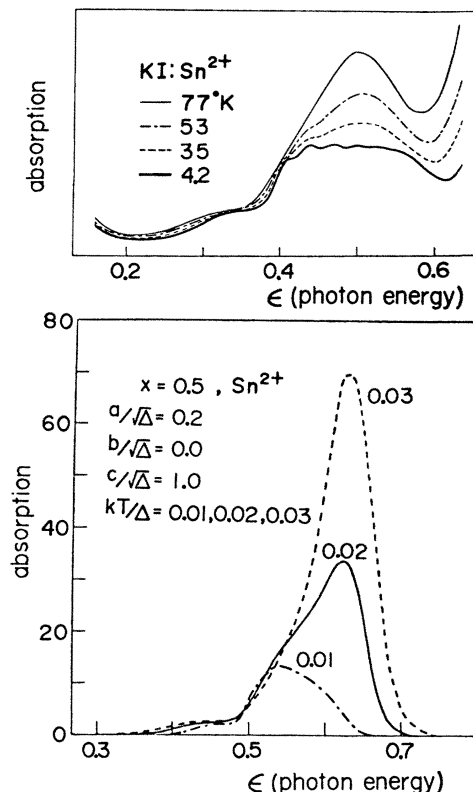 KI: Sn²⁺
77°K
53
35
4.2
absorption
0.2
0.4
0.6
ϵ (photon energy)
80
60
40
20
0
absorption
x = 0.5 , Sn²⁺
a/√Δ = 0.2
b/√Δ = 0.0
c/√Δ = 1.0
kT/Δ = 0.01,0.02,0.03
0.03
0.02
0.01
0.3
0.5
0.7
ϵ (photon energy)